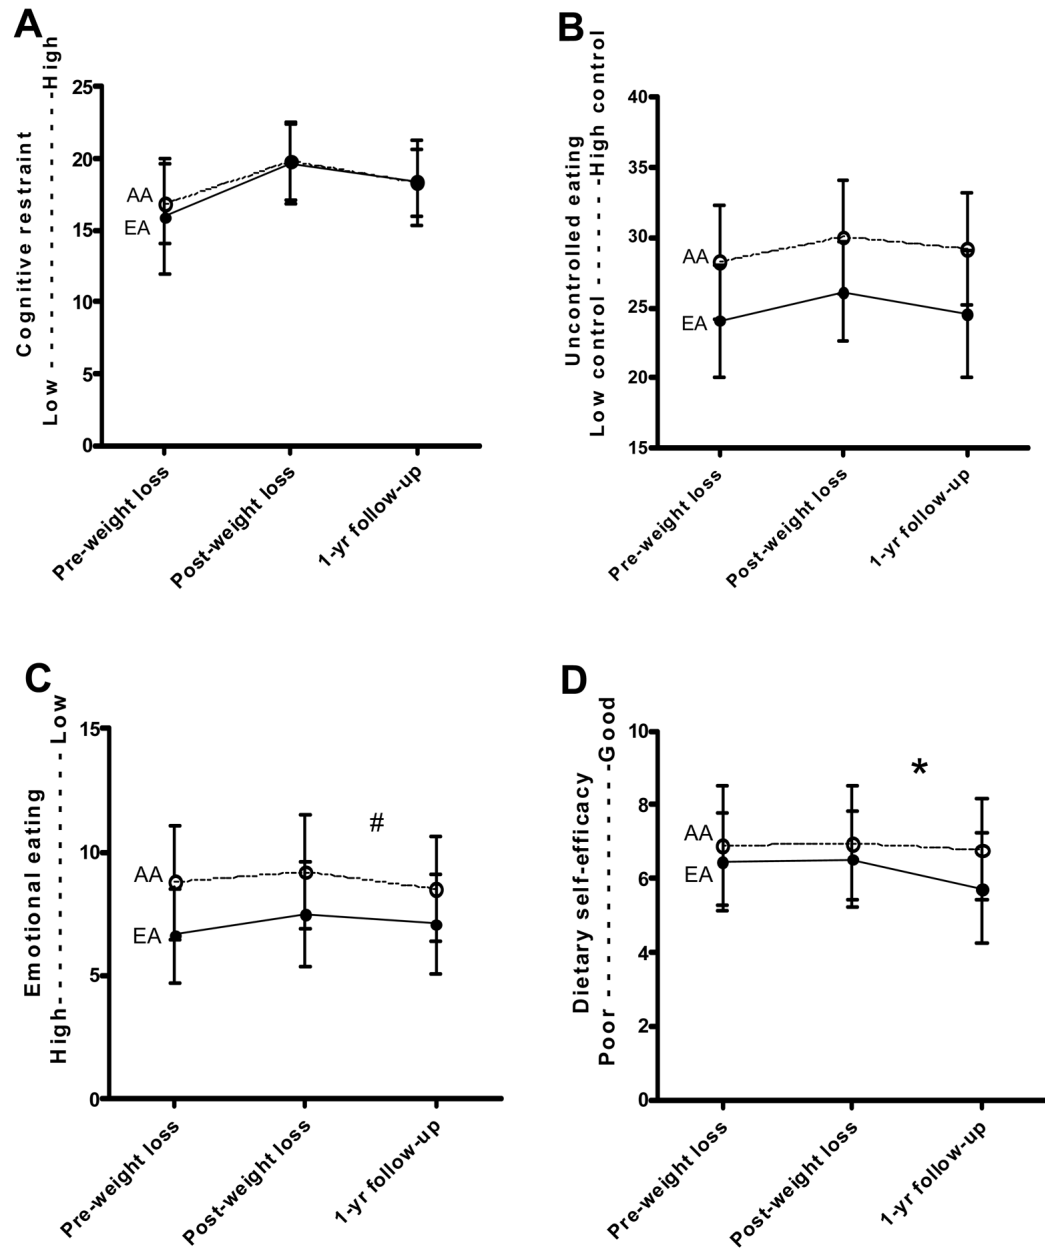 A
Cognitive restraint
Low - - - - - - - - - - - - - - - -High
25
20
15
10
5
0
AA
EA
Pre-weight loss
Post-weight loss
1-yr follow-up
B
Uncontrolled eating
Low control - - - - - - -High control
40
35
30
25
20
15
AA
EA
Pre-weight loss
Post-weight loss
1-yr follow-up
C
Emotional eating
High- - - - - - - - - - - - - - Low
15
10
5
0
AA
EA
#
Pre-weight loss
Post-weight loss
1-yr follow-up
D
Dietary self-efficacy
Poor - - - - - - - - - - - - - -Good
10
8
6
4
2
0
AA
EA
*
Pre-weight loss
Post-weight loss
1-yr follow-up